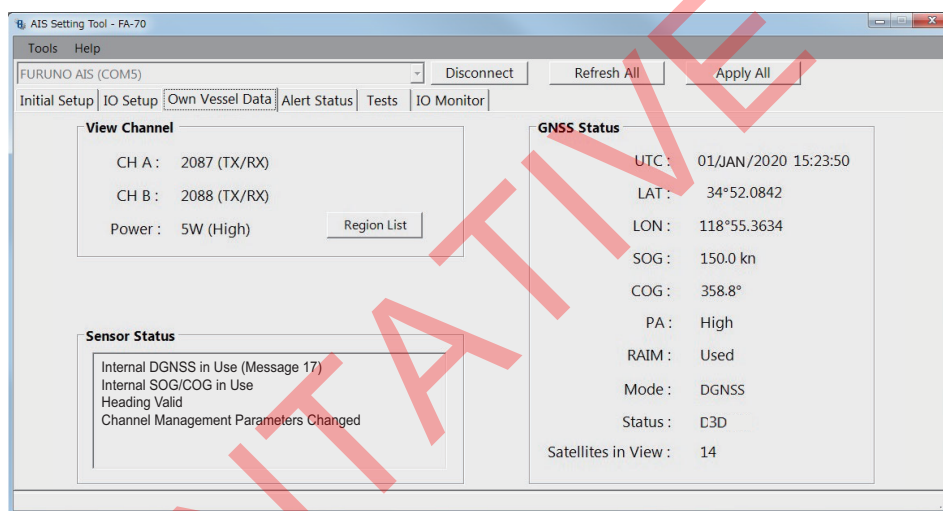 AIS Setting Tool - FA-70
Tools Help
FURUNO AIS (COM5) Disconnect Refresh All Apply All
Initial Setup IO Setup Own Vessel Data Alert Status Tests IO Monitor
View Channel
CH A : 2087 (TX/RX)
CH B : 2088 (TX/RX)
Power : 5W (High) Region List
Sensor Status
Internal DGNSS in Use (Message 17)
Internal SOG/COG in Use
Heading Valid
Channel Management Parameters Changed
GNSS Status
UTC : 01/JAN/2020 15:23:50
LAT : 34°52.0842
LON : 118°55.3634
SOG : 150.0 kn
COG : 358.8°
PA : High
RAIM : Used
Mode : DGNSS
Status : D3D
Satellites in View : 14
NTATIVE